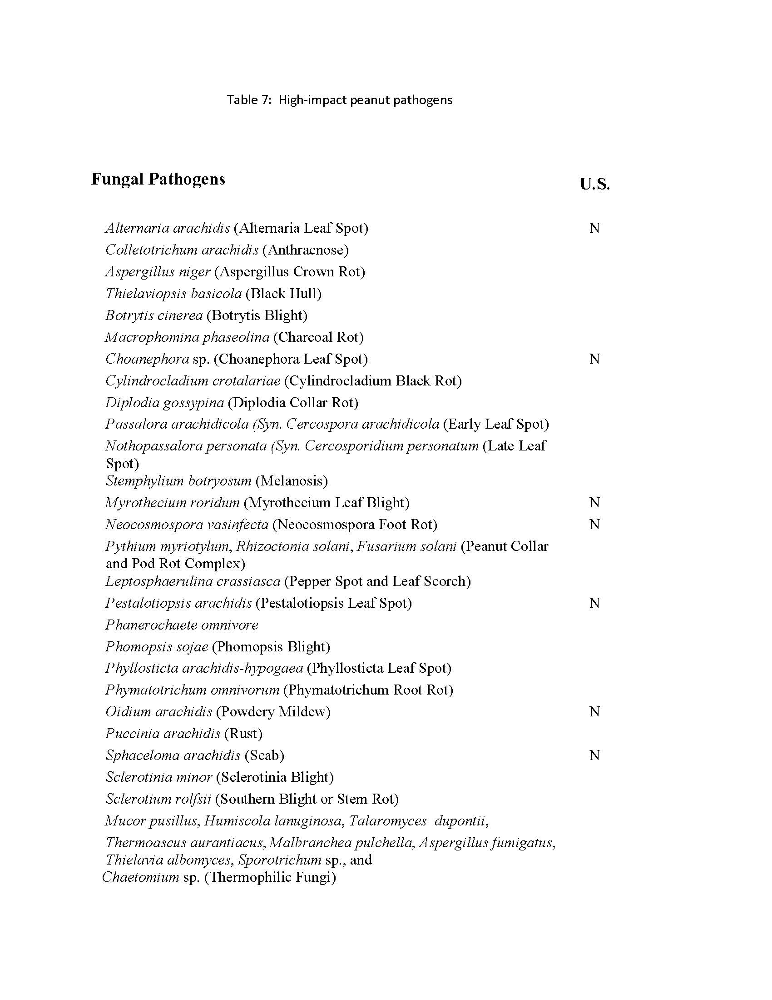 Table 7:  High-impact peanut pathogens
Fungal Pathogens
U.S.
Alternaria arachidis (Alternaria Leaf Spot) N
Colletotrichum arachidis (Anthracnose)
Aspergillus niger (Aspergillus Crown Rot)
Thielaviopsis basicola (Black Hull)
Botrytis cinerea (Botrytis Blight)
Macrophomina phaseolina (Charcoal Rot)
Choanephora sp. (Choanephora Leaf Spot) N
Cylindrocladium crotalariae (Cylindrocladium Black Rot)
Diplodia gossypina (Diplodia Collar Rot)
Passalora arachidicola (Syn. Cercospora arachidicola (Early Leaf Spot)
Nothopassalora personata (Syn. Cercosporidium personatum (Late Leaf
Spot)
Stemphylium botryosum (Melanosis)
Myrothecium roridum (Myrothecium Leaf Blight) N
Neocosmospora vasinfecta (Neocosmospora Foot Rot) N
Pythium myriotylum, Rhizoctonia solani, Fusarium solani (Peanut Collar
and Pod Rot Complex)
Leptosphaerulina crassiasca (Pepper Spot and Leaf Scorch)
Pestalotiopsis arachidis (Pestalotiopsis Leaf Spot) N
Phanerochaete omnivore
Phomopsis sojae (Phomopsis Blight)
Phyllosticta arachidis-hypogaea (Phyllosticta Leaf Spot)
Phymatotrichum omnivorum (Phymatotrichum Root Rot)
Oidium arachidis (Powdery Mildew) N
Puccinia arachidis (Rust)
Sphaceloma arachidis (Scab) N
Sclerotinia minor (Sclerotinia Blight)
Sclerotium rolfsii (Southern Blight or Stem Rot)
Mucor pusillus, Humiscola lanuginosa, Talaromyces  dupontii,
Thermoascus aurantiacus, Malbranchea pulchella, Aspergillus fumigatus,
Thielavia albomyces, Sporotrichum sp., and
Chaetomium sp. (Thermophilic Fungi)